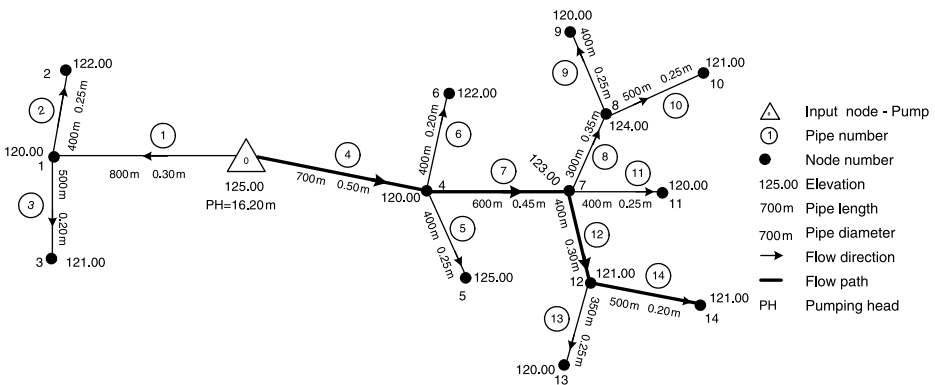 9
120.00
400m 0.25m
9
121.00
10
500m 0.25m
10
8
124.00
300m 0.35m
8
2
122.00
2
400m 0.25m
120.00
1
1
800m 0.30m
500m 0.20m
3
3
121.00
0
125.00
PH=16.20m
4
700m 0.50m
120.00
4
6
122.00
400m 0.20m
6
7
600m 0.45m
400m 0.25m
5
125.00
5
123.00
7
11
400m 0.25m
120.00
11
400m 0.30m
12
121.00
12
14
500m 0.20m
121.00
14
13
350m 0.25m
120.00
13
0 Input node - Pump
1 Pipe number
Node number
125.00 Elevation
700m Pipe length
700m Pipe diameter
Flow direction
Flow path
PH Pumping head